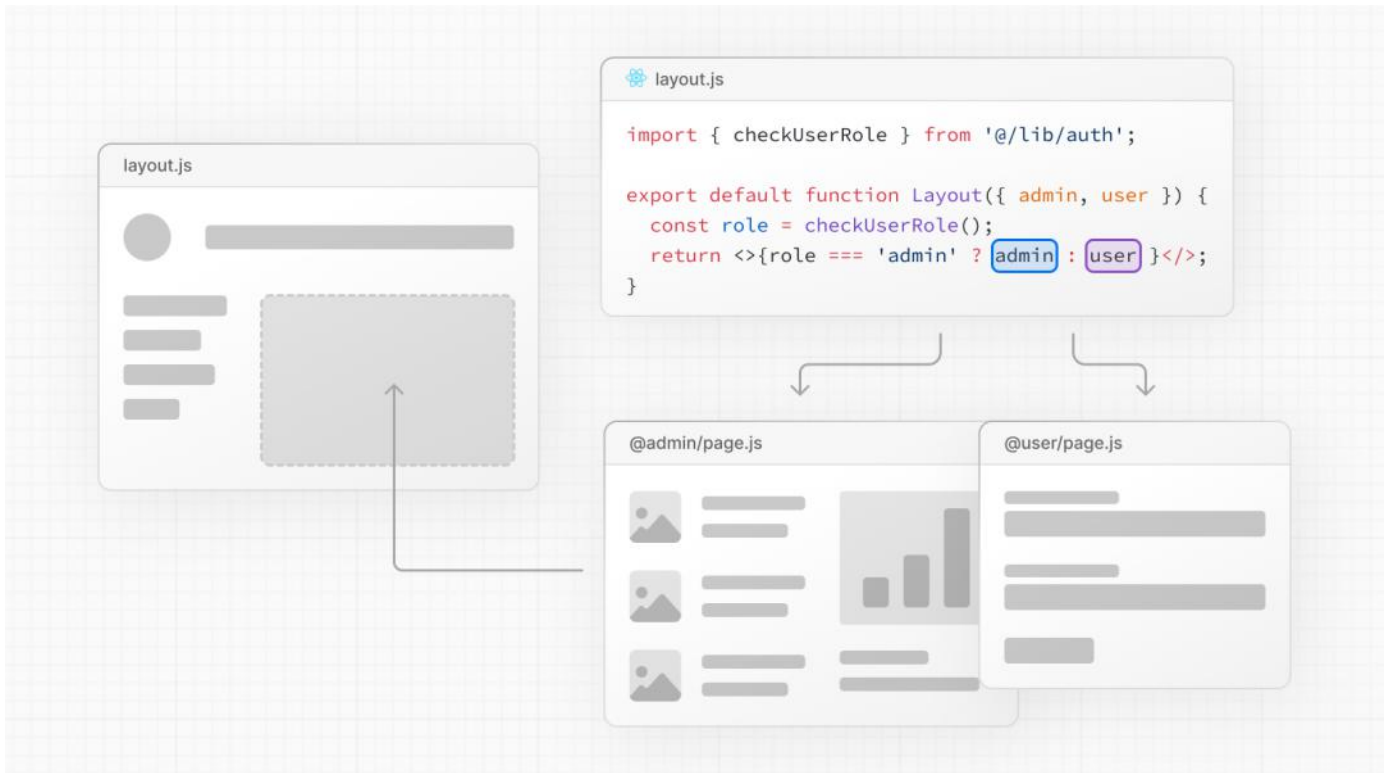 layout.js
layout.js
import { checkUserRole } from '@/lib/auth';
export default function Layout({ admin, user }) {
const role = checkUserRole();
return <>{role === 'admin' ? admin : user }</>;
}
@admin/page.js
@user/page.js